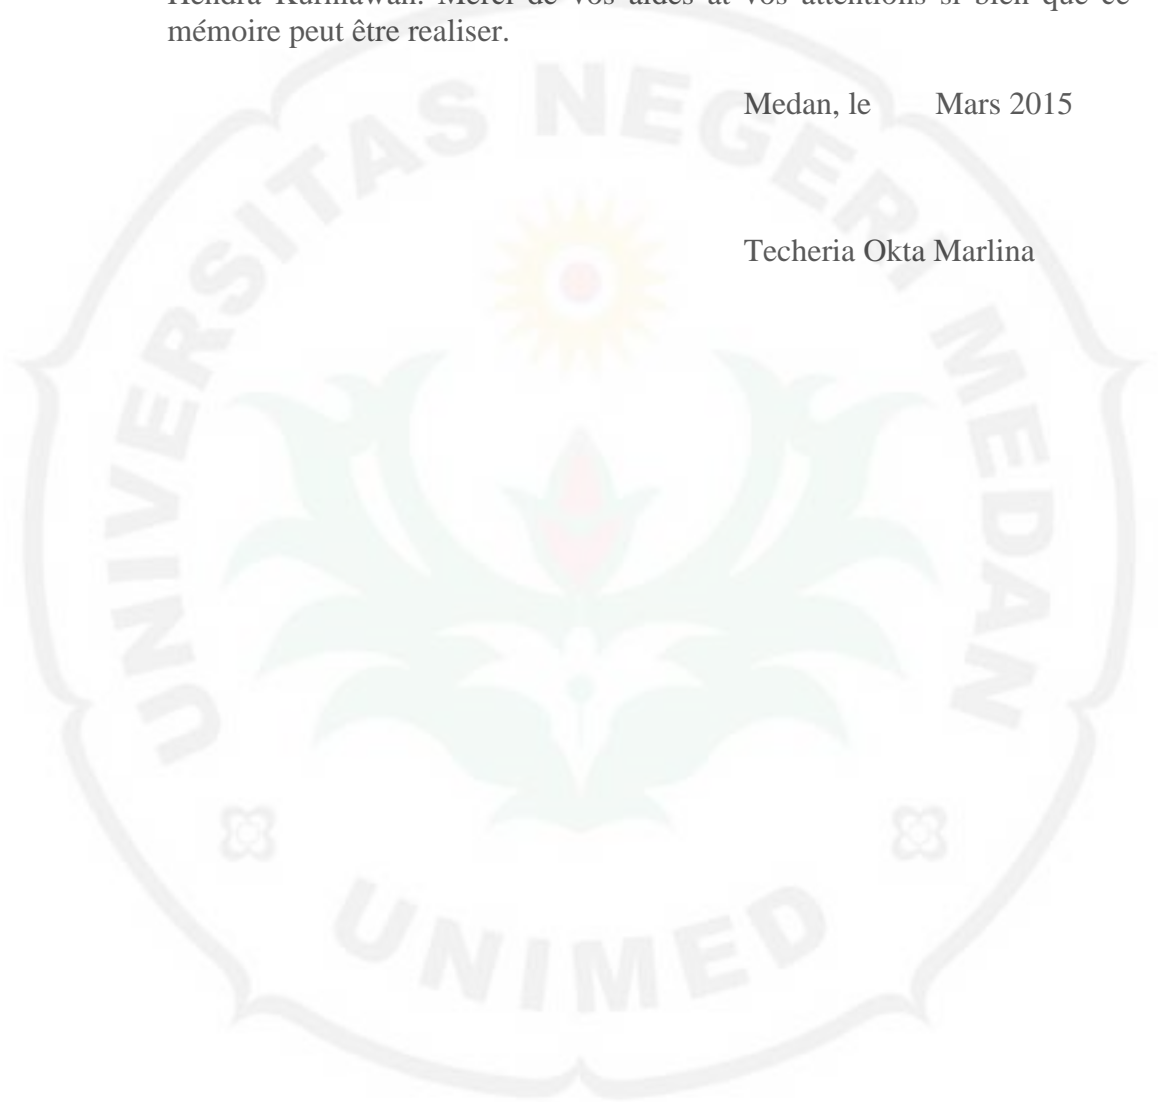 Hendra Kurniawan. Merci de vos aides at vos attentions si bien que ce
mémoire peut être realiser.
Medan, le Mars 2015
Techeria Okta Marlina
UNIVERSITAS NEGERI MEDAN
UNIMED